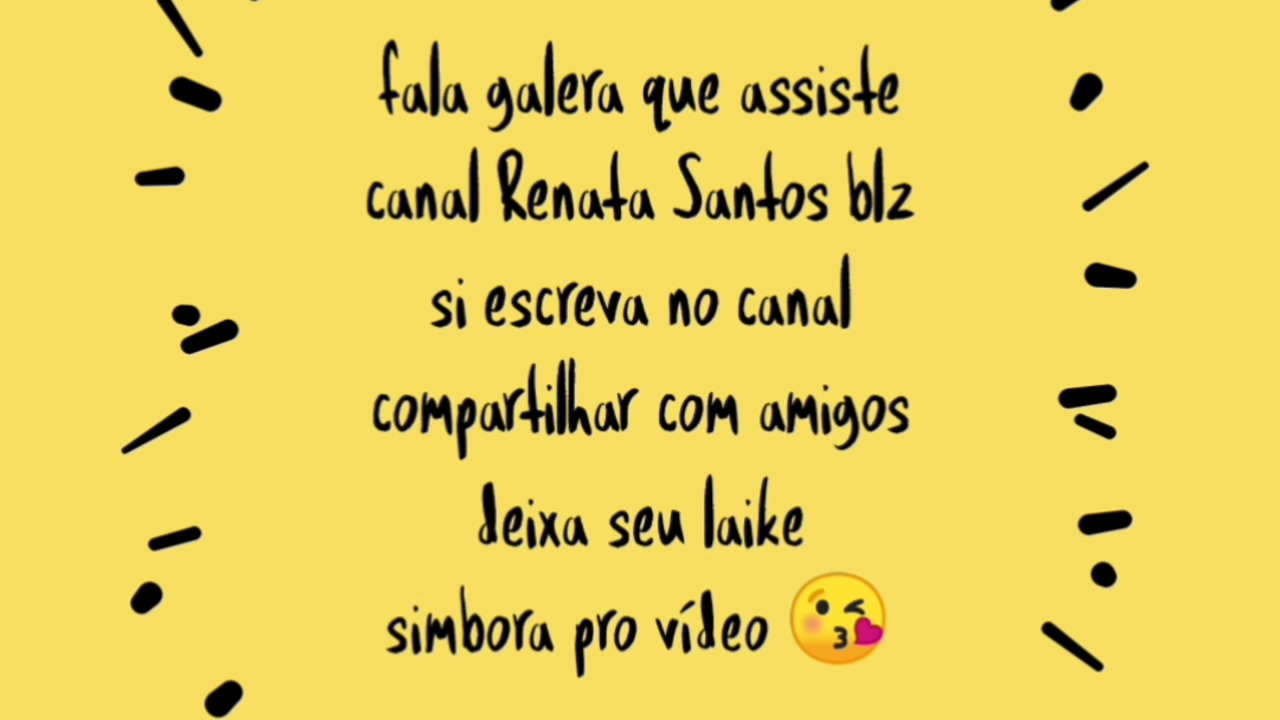 fala galera que assiste
canal Renata Santos blz
si escreva no canal
compartilhar com amigos
deixa seu laike
simbora pro vídeo 😘